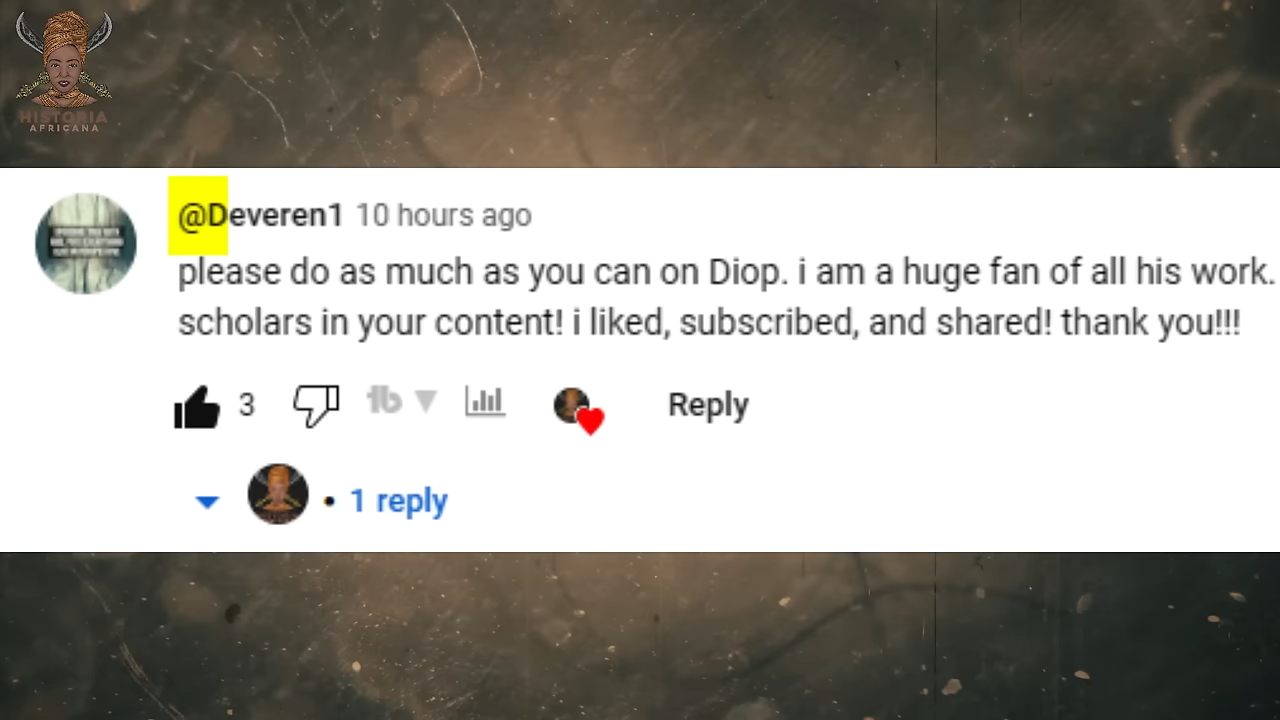 HISTORIA
AFRICANA
@Deveren1 10 hours ago
please do as much as you can on Diop. i am a huge fan of all his work.
scholars in your content! i liked, subscribed, and shared! thank you!!!
3
Reply
• 1 reply